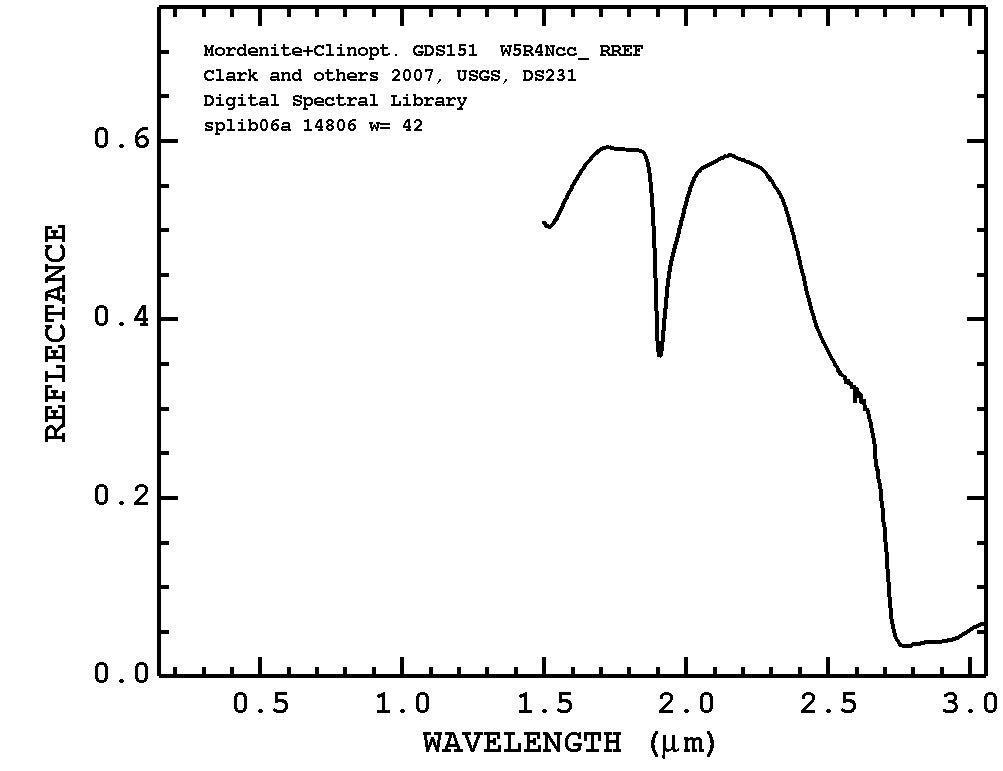 Mordenite+Clinopt. GDS151  W5R4Ncc_ RREF
Clark and others 2007, USGS, DS231
Digital Spectral Library
splib06a 14806 w= 42
REFLECTANCE
0.6
0.4
0.2
0.0
0.5 1.0 1.5 2.0 2.5 3.0
WAVELENGTH (μm)